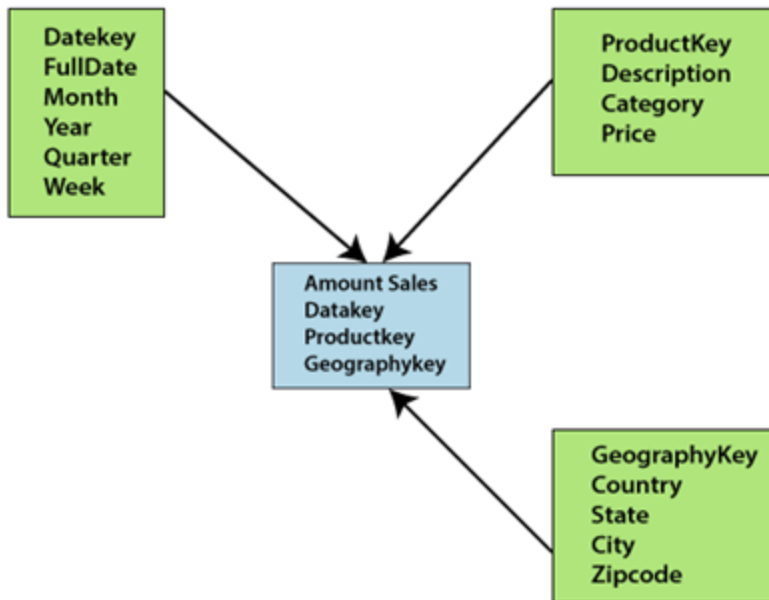 Datekey
FullDate
Month
Year
Quarter
Week
ProductKey
Description
Category
Price
Amount Sales
Datakey
Productkey
Geographykey
GeographyKey
Country
State
City
Zipcode